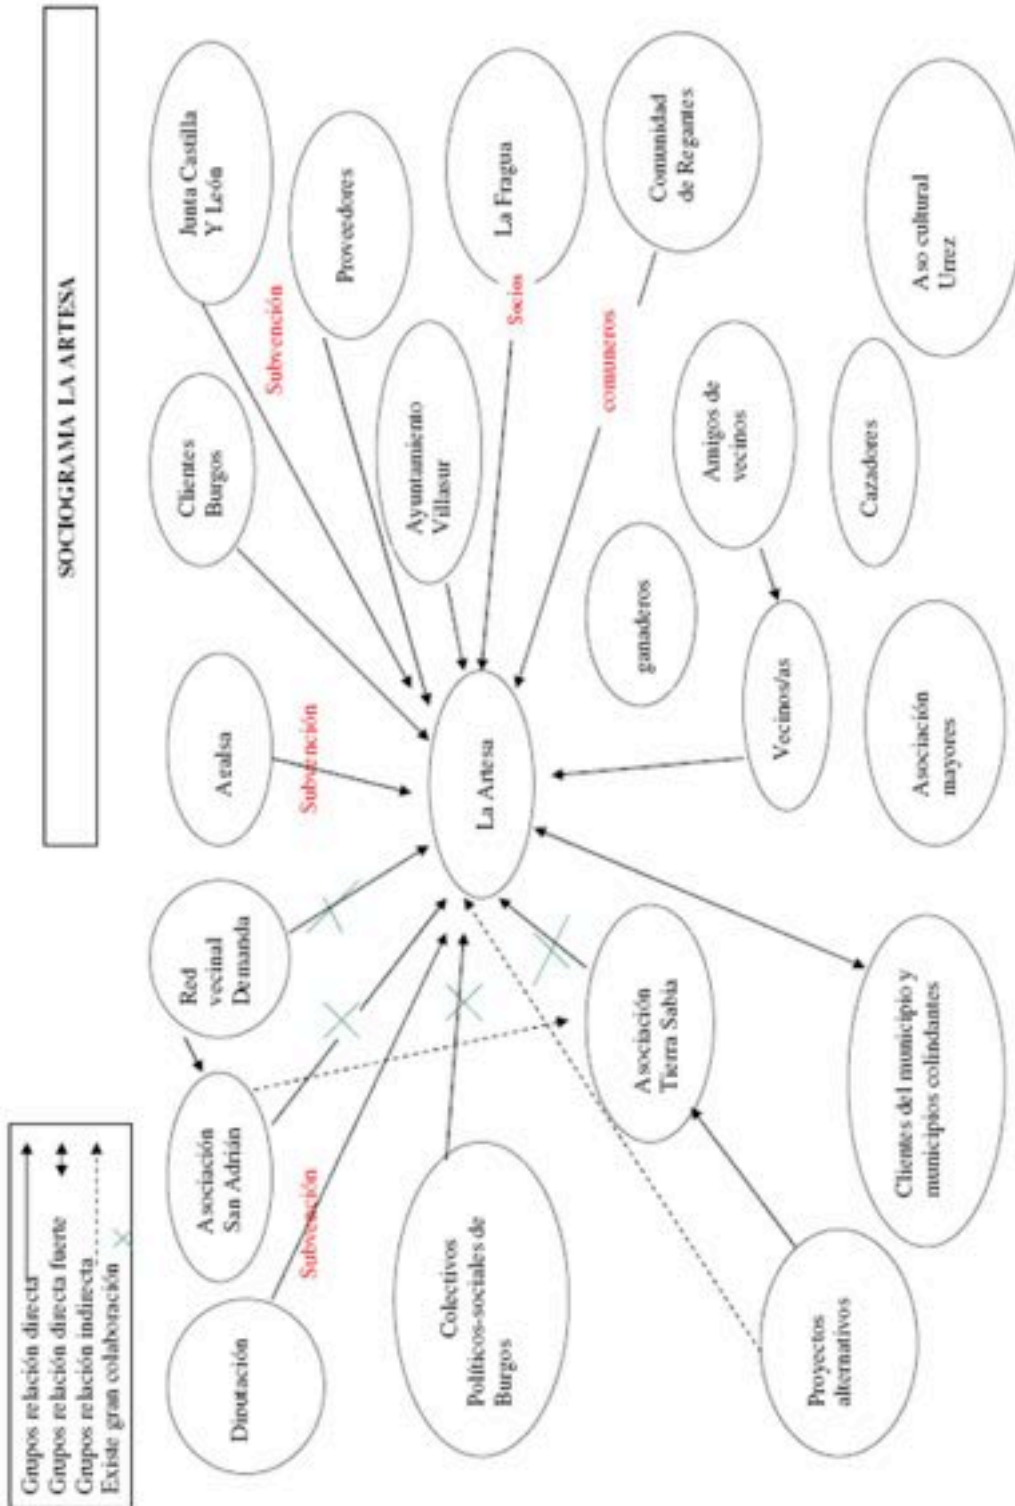 SOCIOGRAMA LA ARTESA
Grupos relación directa
Grupos relación directa fuerte
Grupos relación indirecta
Existe gran colaboración
Diputación
Asociación
San Adrián
Red
vecinal
Demanda
Agalsa
Clientes
Burgos
Junta Castilla
Y León
Subvención
Subvención
Subvención
Proveedores
Colectivos
Políticos-sociales de
Burgos
La Artesa
Ayuntamiento
Villasur
La Fragua
Socios
Proyectos
alternativos
Asociación
Tierra Sabia
ganaderos
Amigos de
vecinos
comuneros
Comunidad
de Regantes
Clientes del municipio y
municipios colindantes
Vecinos/as
Asociación
mayores
Cazadores
Aso cultural
Urrez